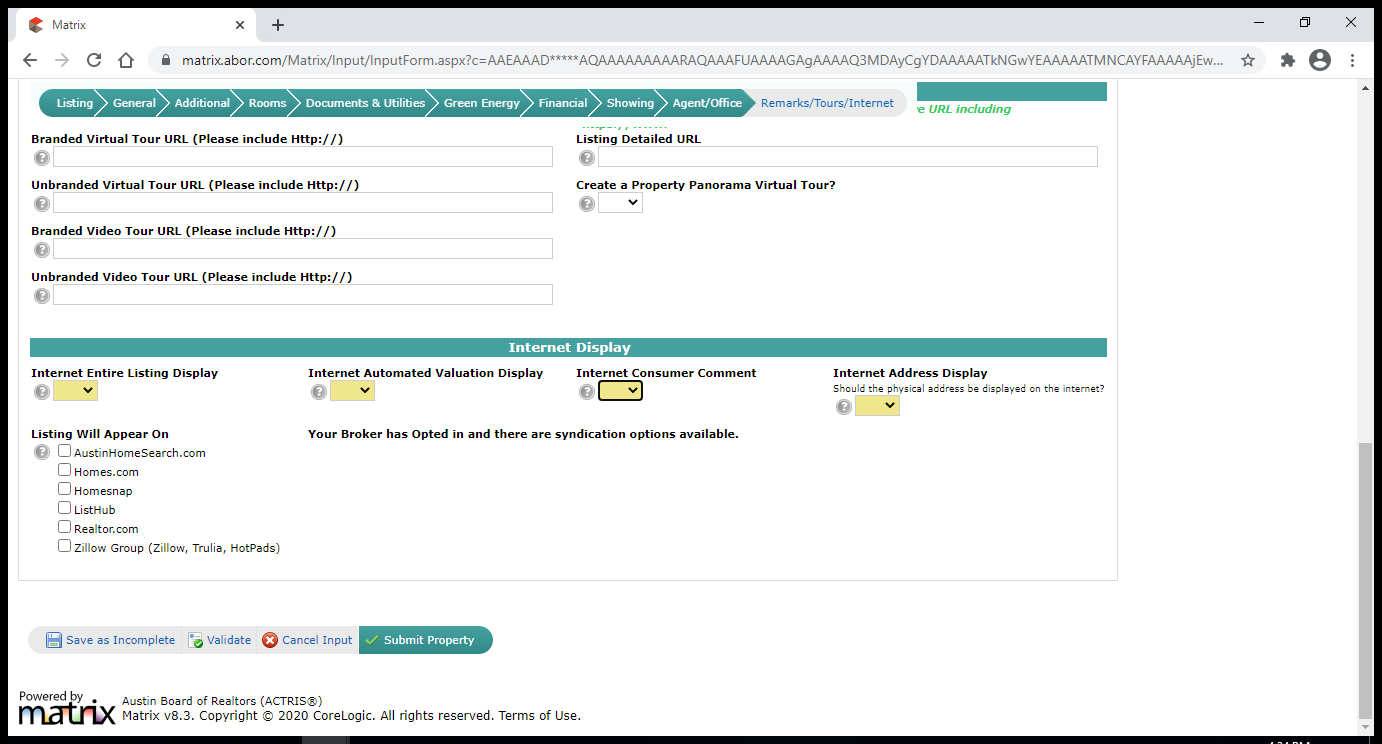 Matrix
matrix.abor.com/Matrix/Input/InputForm.aspx?c=AAEAAAD*****AQAAAAAAAAARAQAAAFUAAAAGAgAAAAQ3MDAyCgYDAAAAATkNGwYEAAAAATMNCAYFAAAAAjEw...
Listing General Additional Rooms Documents & Utilities Green Energy Financial Showing Agent/Office Remarks/Tours/Internet
URL including
Branded Virtual Tour URL (Please include Http://) Listing Detailed URL
Unbranded Virtual Tour URL (Please include Http://) Create a Property Panorama Virtual Tour?
Branded Video Tour URL (Please include Http://)
Unbranded Video Tour URL (Please include Http://)
Internet Display
Internet Entire Listing Display Internet Automated Valuation Display Internet Consumer Comment Internet Address Display
Should the physical address be displayed on the internet?
Listing Will Appear On Your Broker has Opted in and there are syndication options available.
AustinHomeSearch.com
Homes.com
Homesnap
ListHub
Realtor.com
Zillow Group (Zillow, Trulia, HotPads)
Save as Incomplete Validate Cancel Input Submit Property
Powered by
matrix Austin Board of Realtors (ACTRIS®)
Matrix v8.3. Copyright © 2020 CoreLogic. All rights reserved. Terms of Use.